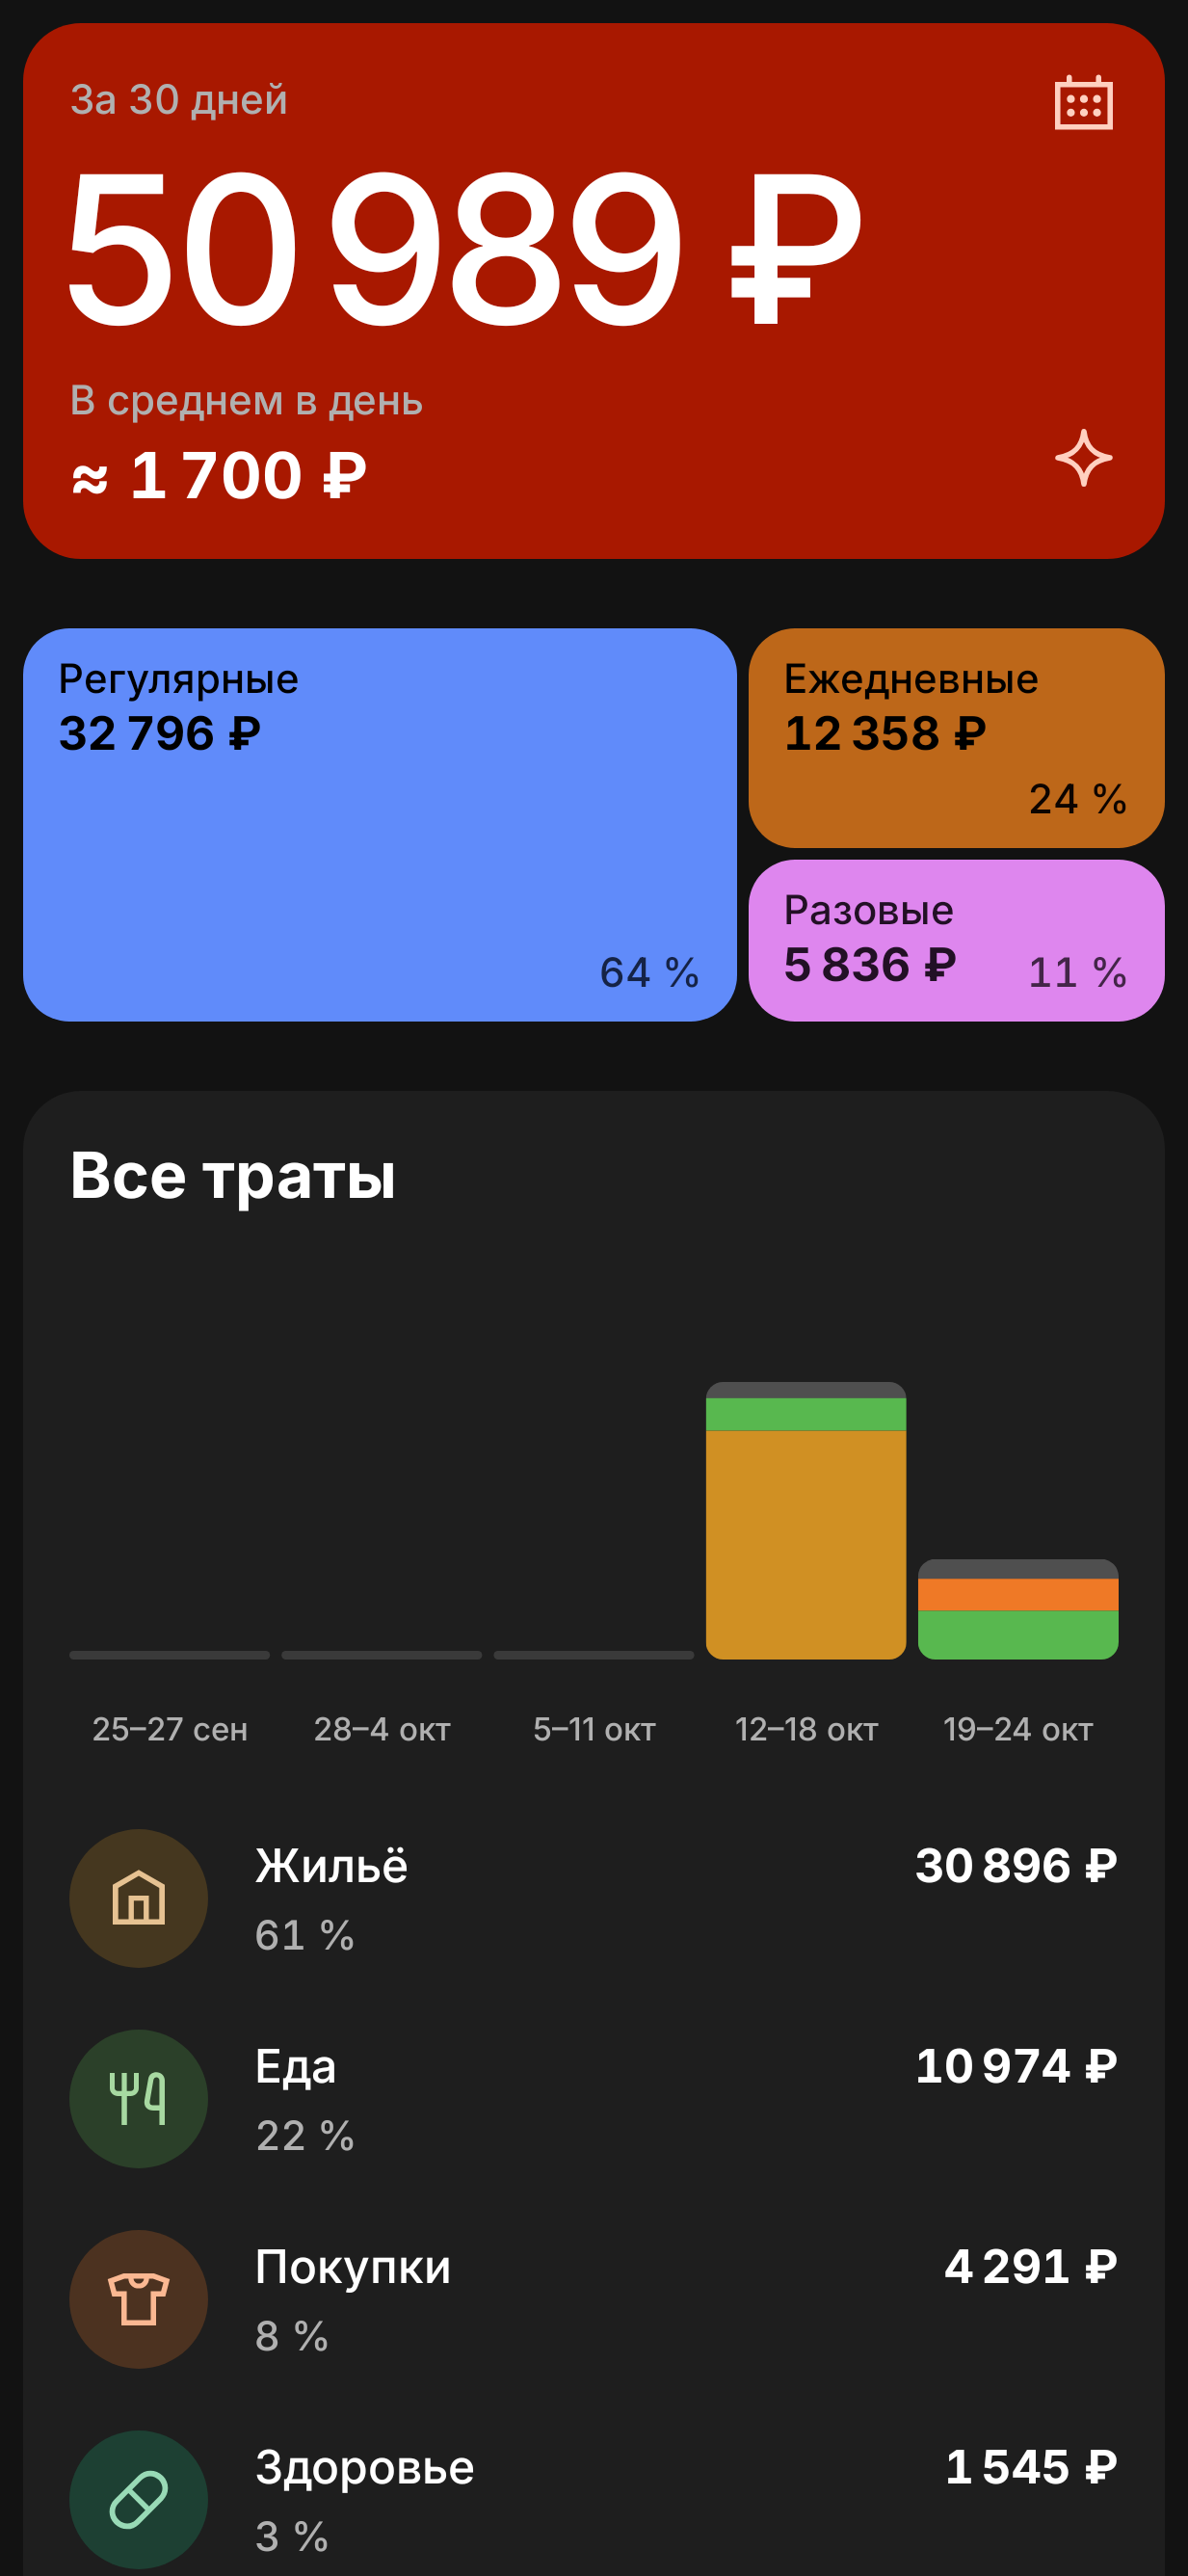 За 30 дней
50 989 ₽
В среднем в день
≈ 1 700 ₽
Регулярные
32 796 ₽
64 %
Ежедневные
12 358 ₽
24 %
Разовые
5 836 ₽ 11 %
Все траты
25–27 сен 28–4 окт 5–11 окт 12–18 окт 19–24 окт
Жильё 30 896 ₽
61 %
Еда 10 974 ₽
22 %
Покупки 4 291 ₽
8 %
Здоровье 1 545 ₽
3 %